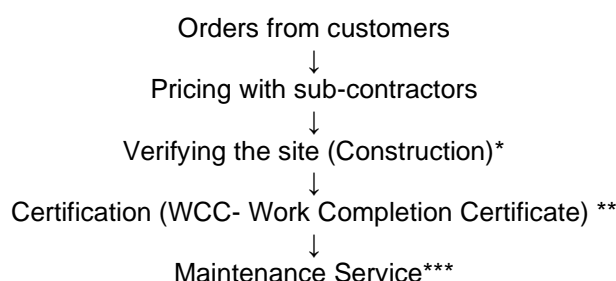 Orders from customers
↓
Pricing with sub-contractors
↓
Verifying the site (Construction)*
↓
Certification (WCC- Work Completion Certificate) **
↓
Maintenance Service***